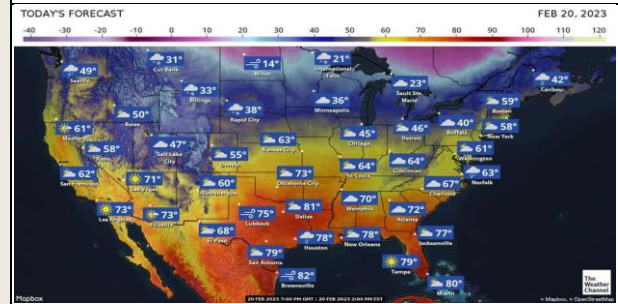 TODAY'S FORECAST
FEB 20, 2023
-40 -30 -20 -10 0 10 20 30 40 50 60 70 80 90 100 110 120
49°
Seattle
31°
Cut Bank
14°
Minot
21°
International Falls
42°
Caribou
33°
Billings
23°
Sault Ste. Marie
36°
Minneapolis
38°
Rapid City
50°
Boise
59°
Boston
40°
Buffalo
58°
New York
61°
Medford
46°
Detroit
45°
Chicago
58°
Reno
47°
Salt Lake City
63°
Kansas City
55°
Denver
61°
Washington
64°
St. Louis
64°
Cincinnati
63°
Norfolk
62°
San Francisco
71°
Las Vegas
60°
Albuquerque
73°
Oklahoma City
67°
Charlotte
70°
Memphis
72°
Atlanta
73°
Los Angeles
73°
Phoenix
75°
Lubbock
81°
Dallas
68°
El Paso
78°
Houston
78°
New Orleans
77°
Jacksonville
79°
San Antonio
79°
Tampa
82°
Brownsville
80°
Miami
The
Weather
Channel
Mapbox
20 FEB 2023 7:00 PM GMT / 20 FEB 2023 2:00 PM EST
© Mapbox, © OpenStreetMap